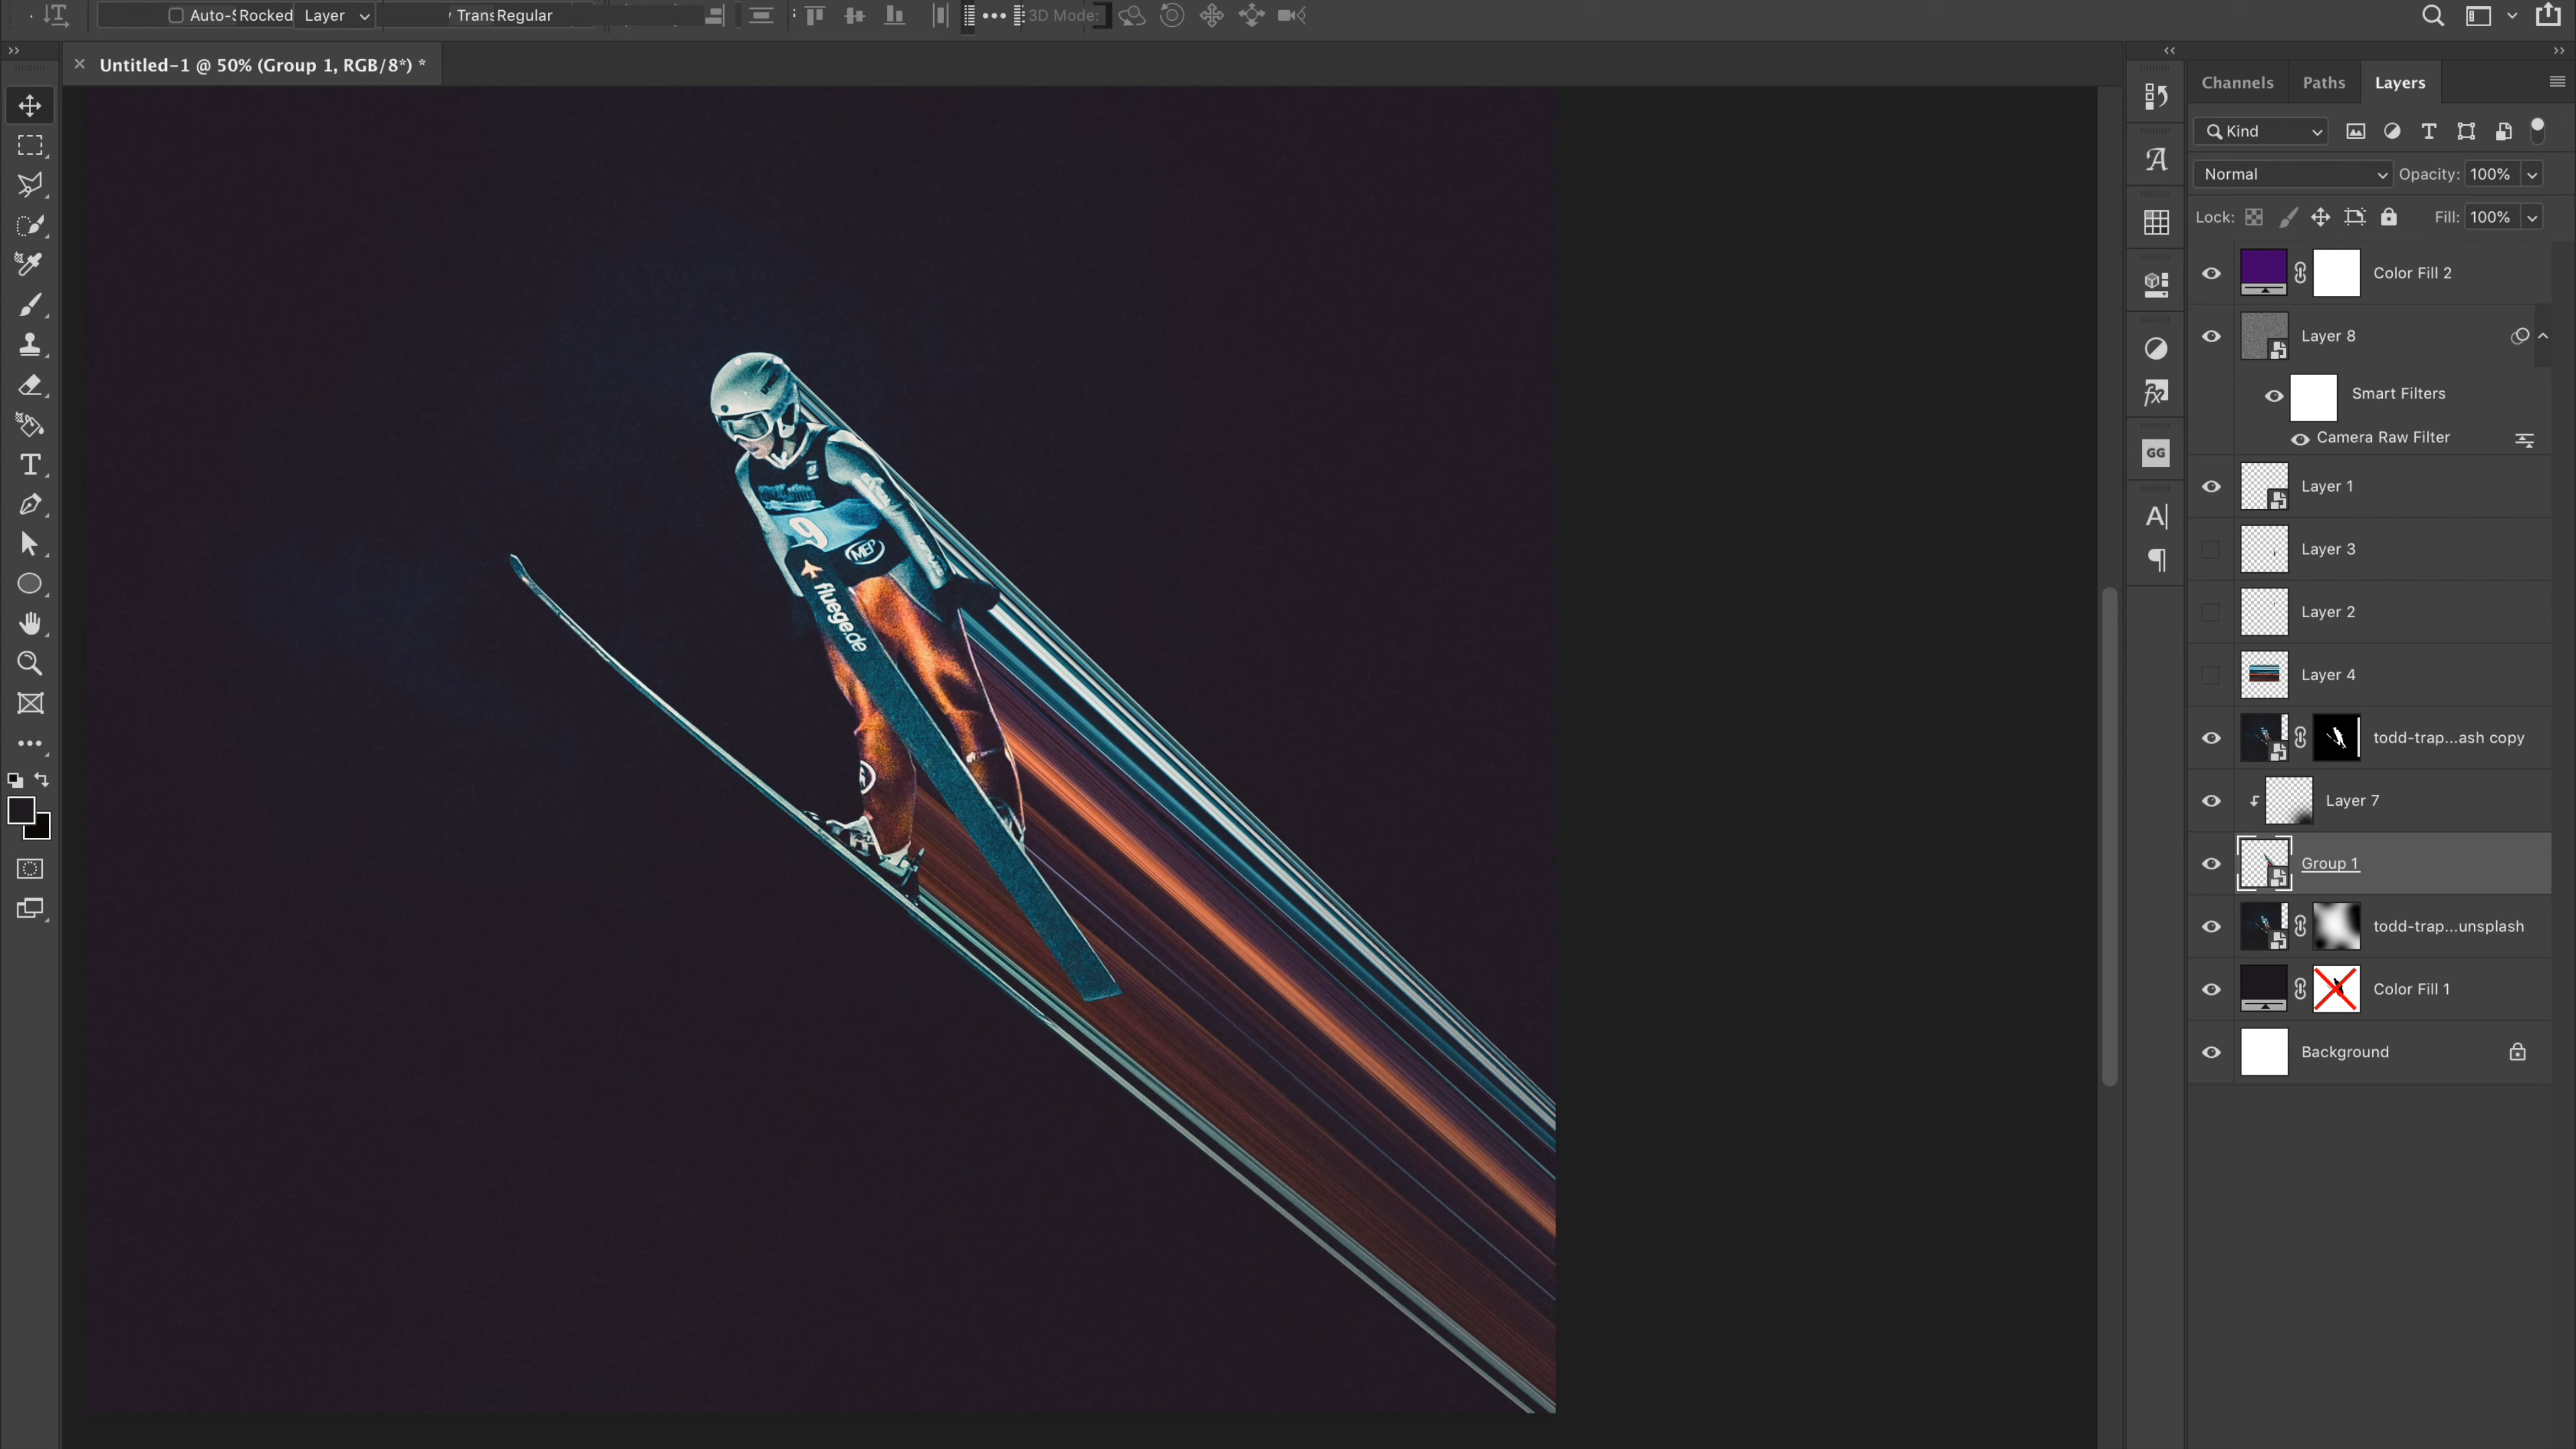 Auto-S Rocked
Layer
Trans Regular
3D Mode:
Untitled-1 @ 50% (Group 1, RGB/8*) *
Channels
Paths
Layers
Kind
Normal
Opacity: 100%
Lock:
Fill: 100%
Color Fill 2
Layer 8
Smart Filters
Camera Raw Filter
Layer 1
Layer 3
Layer 2
Layer 4
todd-trap...ash copy
Layer 7
Group 1
todd-trap...unsplash
Color Fill 1
Background
GG
9
MEP
fluege.de